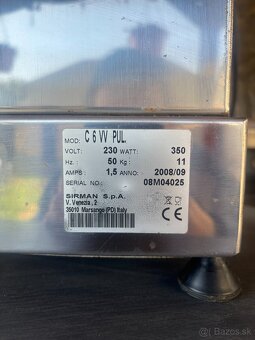 MOD: C 6 VV PUL.
VOLT: 230 WATT: 350
Hz. 50 Kg: 11
AMPS: 1,5 ANNO: 2008/09
SERIAL NO.: 08M04025
SIRMAN S.p.A.
V. Venezia , 2
35010 Marsango (PD) Italy
CE
© Bazos.sk